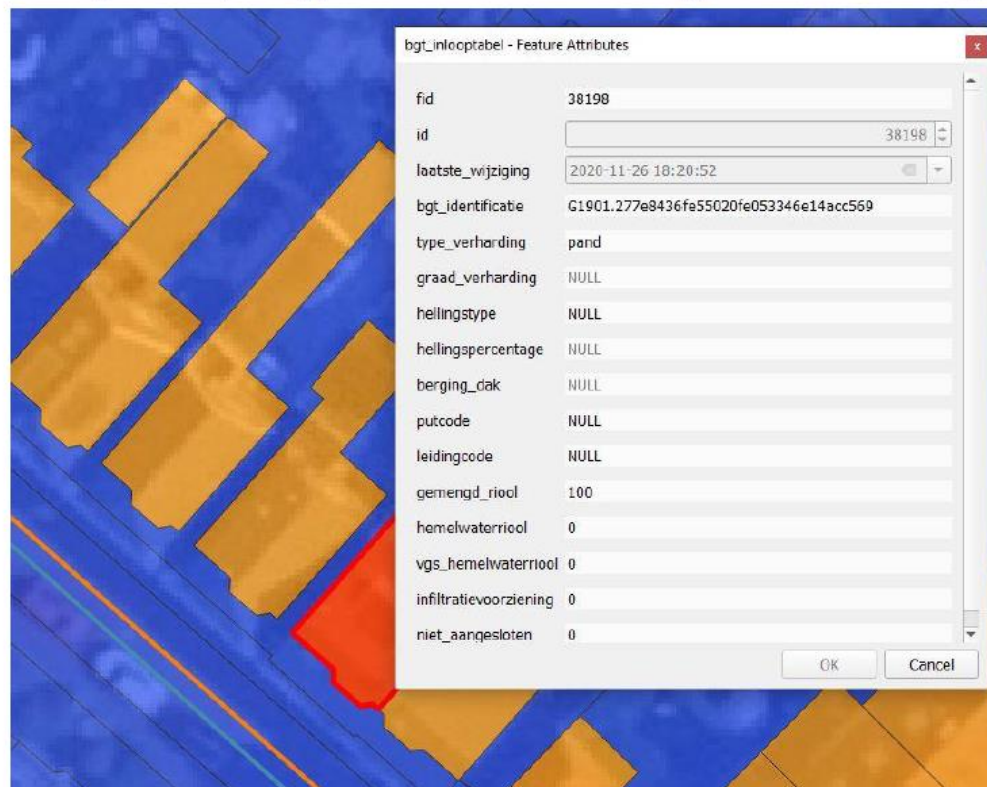 bgt_inlooptabel - Feature Attributes
x
fid 38198
id 38198
laatste_wijziging 2020-11-26 18:20:52
bgt_identificatie G1901.277e8436fe55020fe053346e14acc569
type_verharding pand
graad_verharding NULL
hellingstype NULL
hellingspercentage NULL
berging_dak NULL
putcode NULL
leidingcode NULL
gemengd_riool 100
hemelwaterriool 0
vgs_hemelwaterriool 0
infiltratievoorziening 0
niet_aangesloten 0
OK Cancel